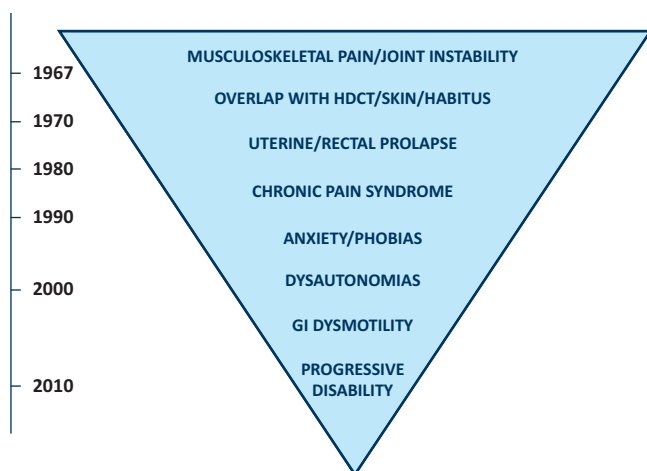 MUSCULOSKELETAL PAIN/JOINT INSTABILITY
1967
OVERLAP WITH HDCT/SKIN/HABITUS
1970
UTERINE/RECTAL PROLAPSE
1980
CHRONIC PAIN SYNDROME
1990
ANXIETY/PHOBIAS
DYSAUTONOMIAS
2000
GI DYSMOTILITY
PROGRESSIVE
DISABILITY
2010